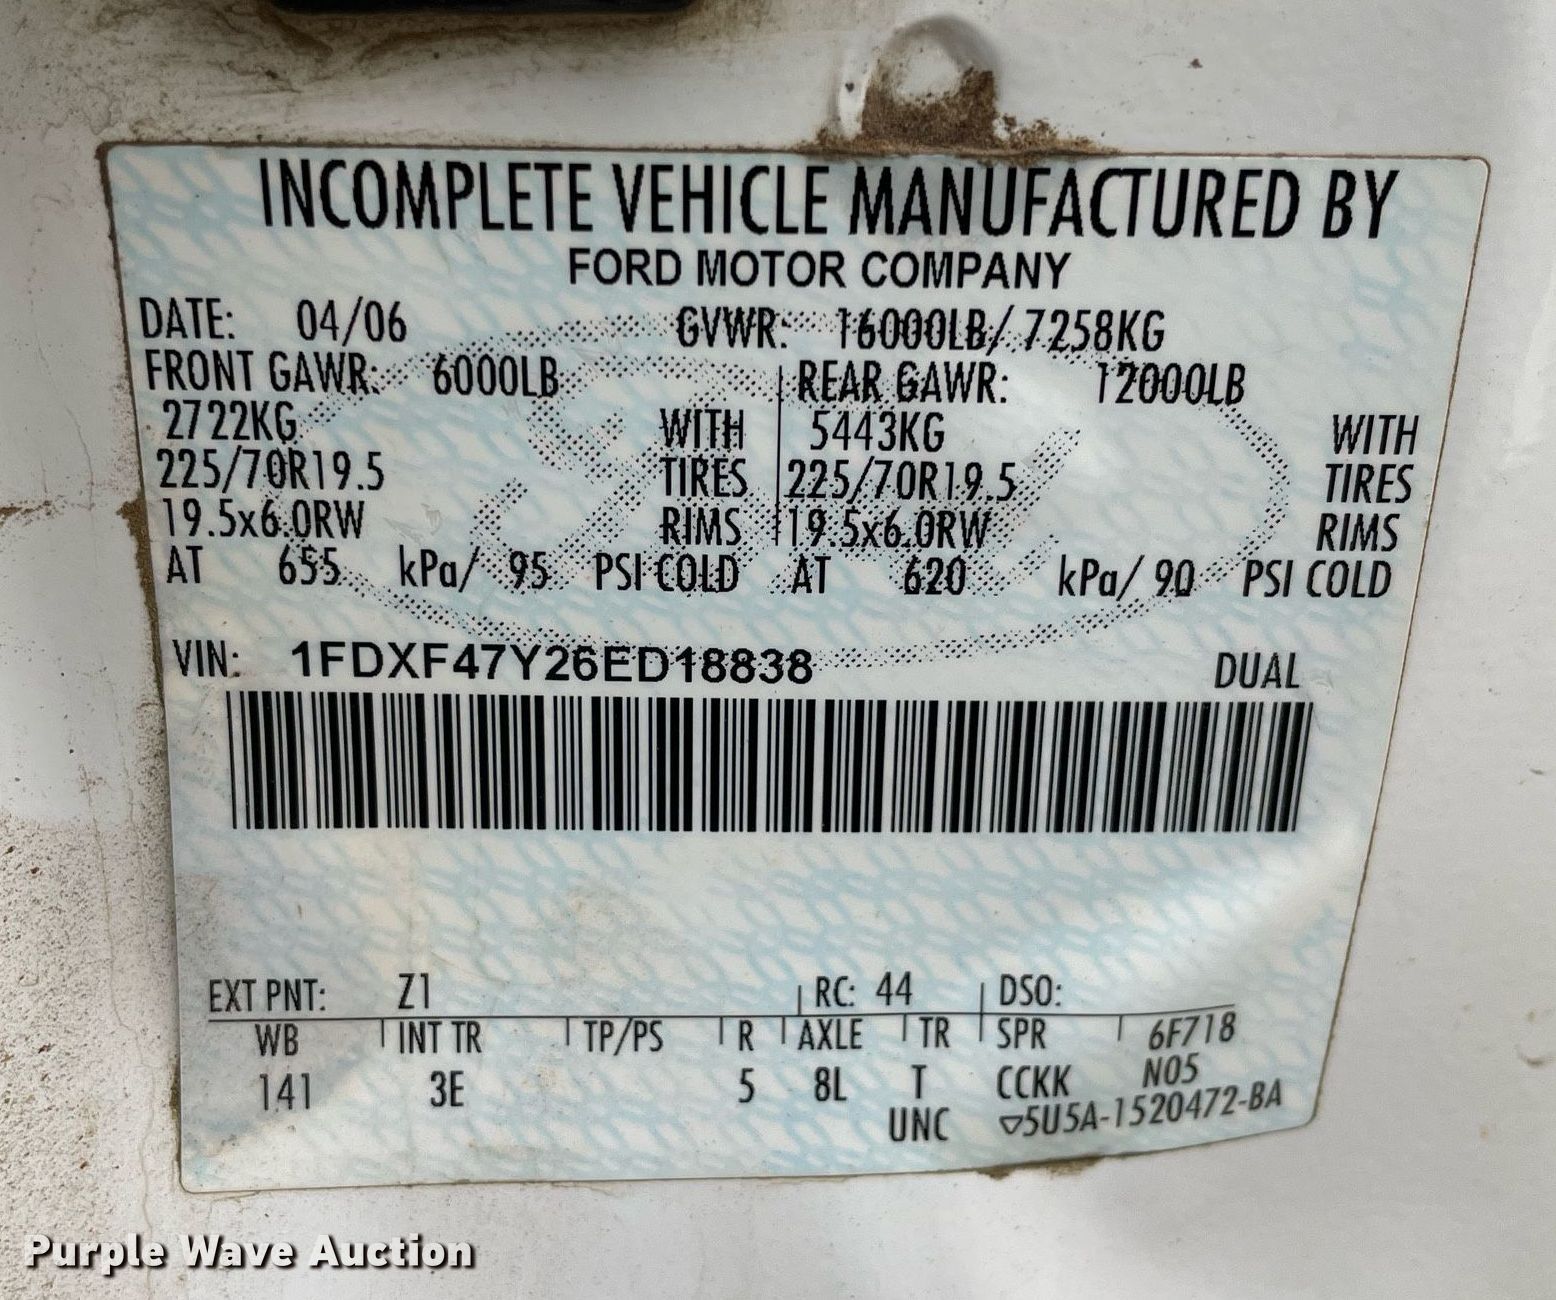 INCOMPLETE VEHICLE MANUFACTURED BY
FORD MOTOR COMPANY
DATE: 04/06 GVWR: 16000LB/ 7258KG
FRONT GAWR: 6000LB REAR GAWR: 12000LB
2722KG WITH 5443KG WITH
225/70R19.5 TIRES 225/70R19.5 TIRES
19.5x6.0RW RIMS 19.5x6.0RW RIMS
AT 655 kPa/ 95 PSI COLD AT 620 kPa/ 90 PSI COLD
VIN: 1FDXF47Y26ED18838 DUAL
EXT PNT: Z1 RC: 44 DSO:
WB INT TR TP/PS R AXLE TR SPR 6F718
141 3E 5 8L T CCKK N05
UNC ▽5U5A-1520472-BA
Purple Wave Auction